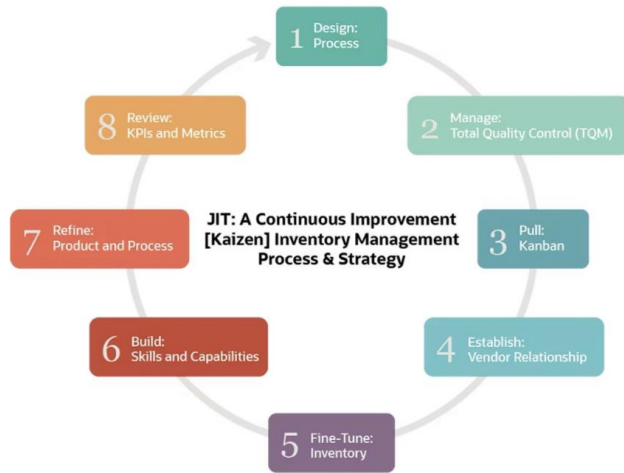 1 Design:
Process
2 Manage:
Total Quality Control (TQM)
3 Pull:
Kanban
4 Establish:
Vendor Relationship
5 Fine-Tune:
Inventory
6 Build:
Skills and Capabilities
7 Refine:
Product and Process
8 Review:
KPIs and Metrics
JIT: A Continuous Improvement
[Kaizen] Inventory Management
Process & Strategy